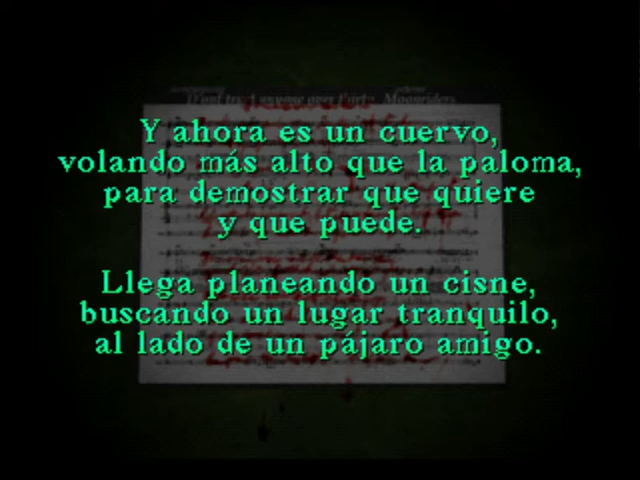 Y ahora es un cuervo,
volando más alto que la paloma,
para demostrar que quiere
y que puede.
Llega planeando un cisne,
buscando un lugar tranquilo,
al lado de un pájaro amigo.